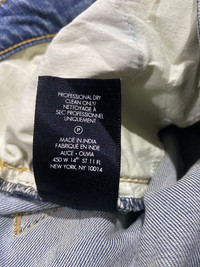 PROFESSIONAL DRY
CLEAN ONLY/
NETTOYAGE A
SEC PROFESSIONNEL
UNIQUEMENT
P
MADE IN INDIA
FABRIQUÉ EN INDE
ALICE + OLIVIA
450 W 14TH ST 11 FL
NEW YORK, NY 10014